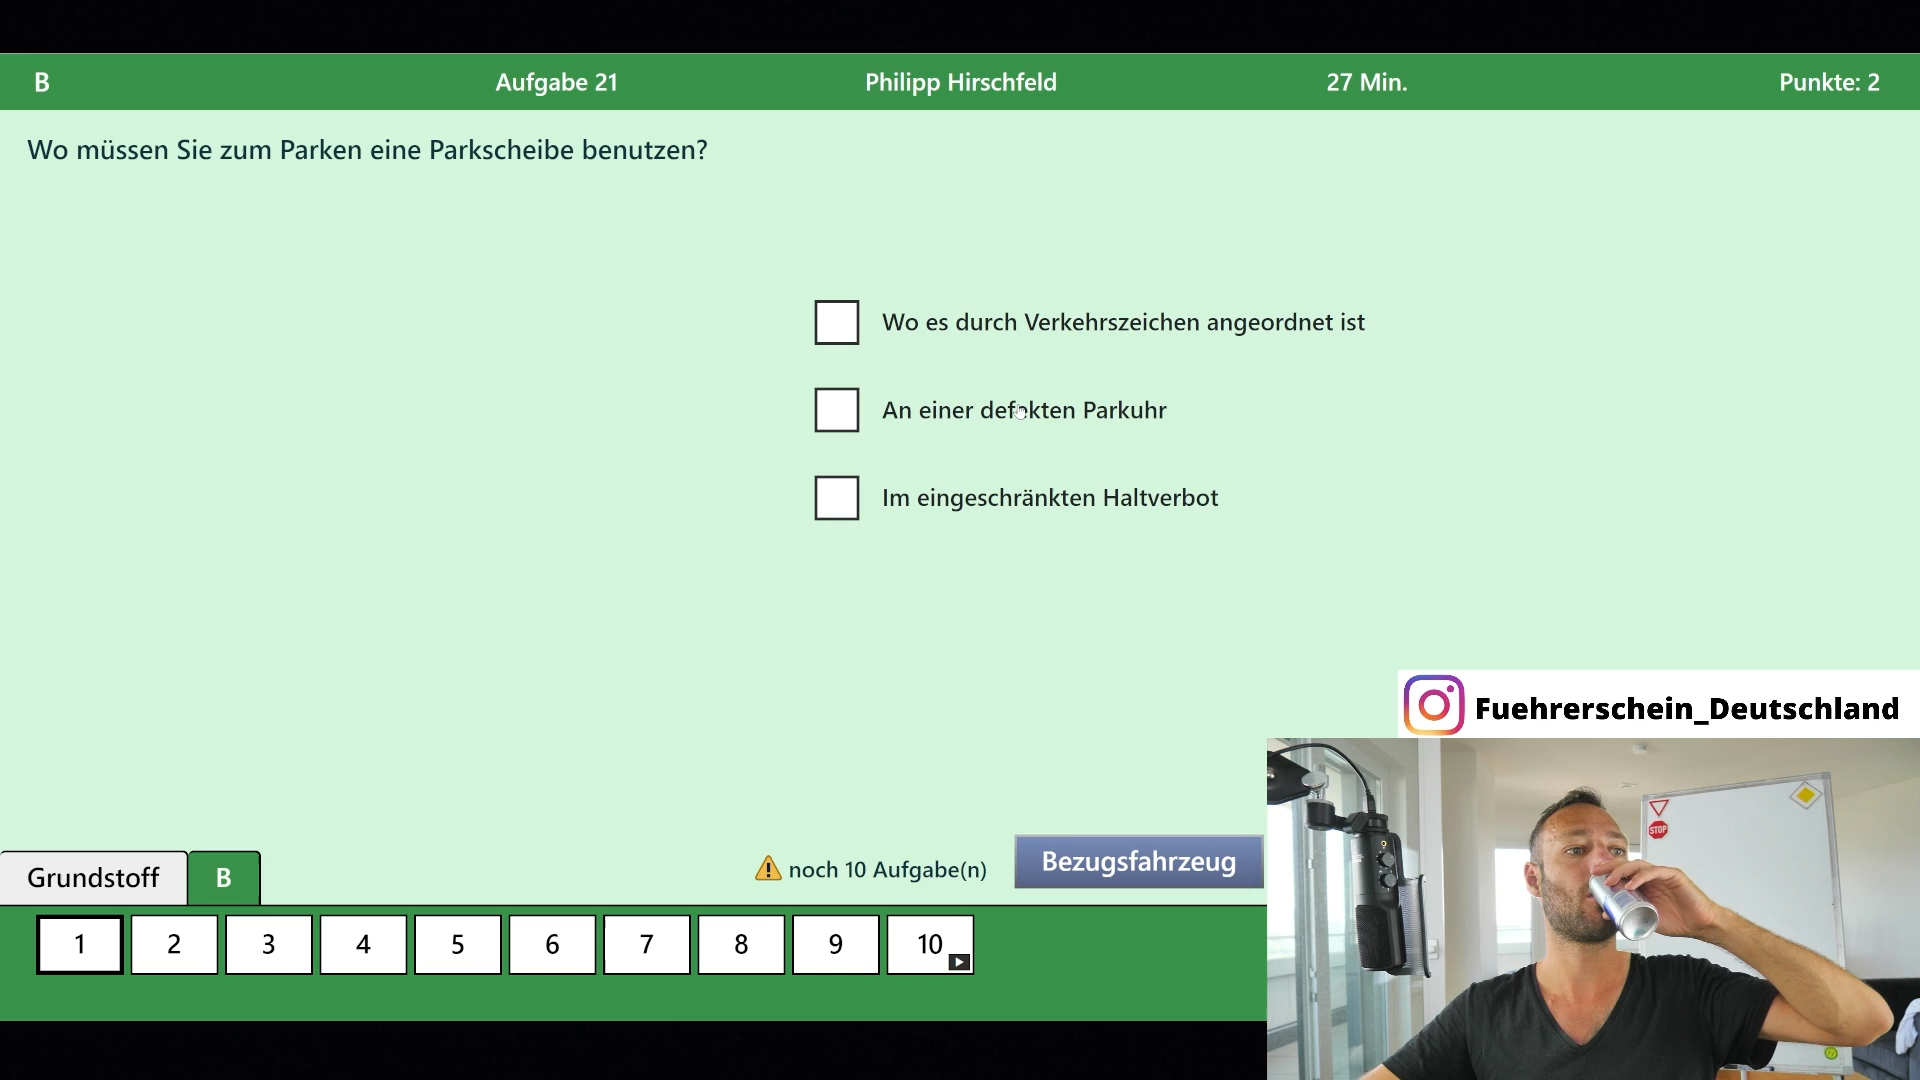 B
Aufgabe 21
Philipp Hirschfeld
27 Min.
Punkte: 2
Wo müssen Sie zum Parken eine Parkscheibe benutzen?
Wo es durch Verkehrszeichen angeordnet ist
An einer defekten Parkuhr
Im eingeschränkten Haltverbot
Fuehrerschein_Deutschland
STOP
Grundstoff
B
noch 10 Aufgabe(n)
Bezugsfahrzeug
1
2
3
4
5
6
7
8
9
10